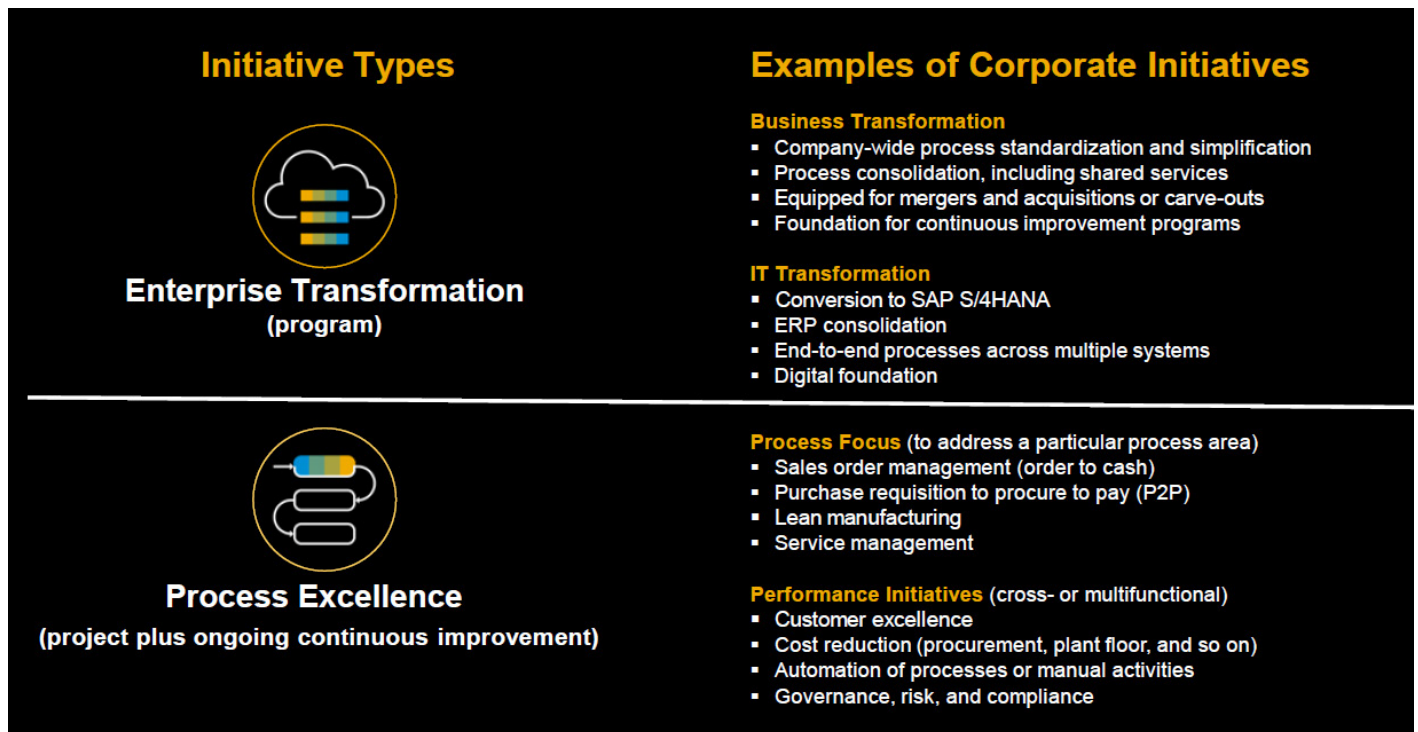 Initiative Types
Enterprise Transformation
(program)
Process Excellence
(project plus ongoing continuous improvement)
Examples of Corporate Initiatives
Business Transformation
▪ Company-wide process standardization and simplification
▪ Process consolidation, including shared services
▪ Equipped for mergers and acquisitions or carve-outs
▪ Foundation for continuous improvement programs
IT Transformation
▪ Conversion to SAP S/4HANA
▪ ERP consolidation
▪ End-to-end processes across multiple systems
▪ Digital foundation
Process Focus (to address a particular process area)
▪ Sales order management (order to cash)
▪ Purchase requisition to procure to pay (P2P)
▪ Lean manufacturing
▪ Service management
Performance Initiatives (cross- or multifunctional)
▪ Customer excellence
▪ Cost reduction (procurement, plant floor, and so on)
▪ Automation of processes or manual activities
▪ Governance, risk, and compliance